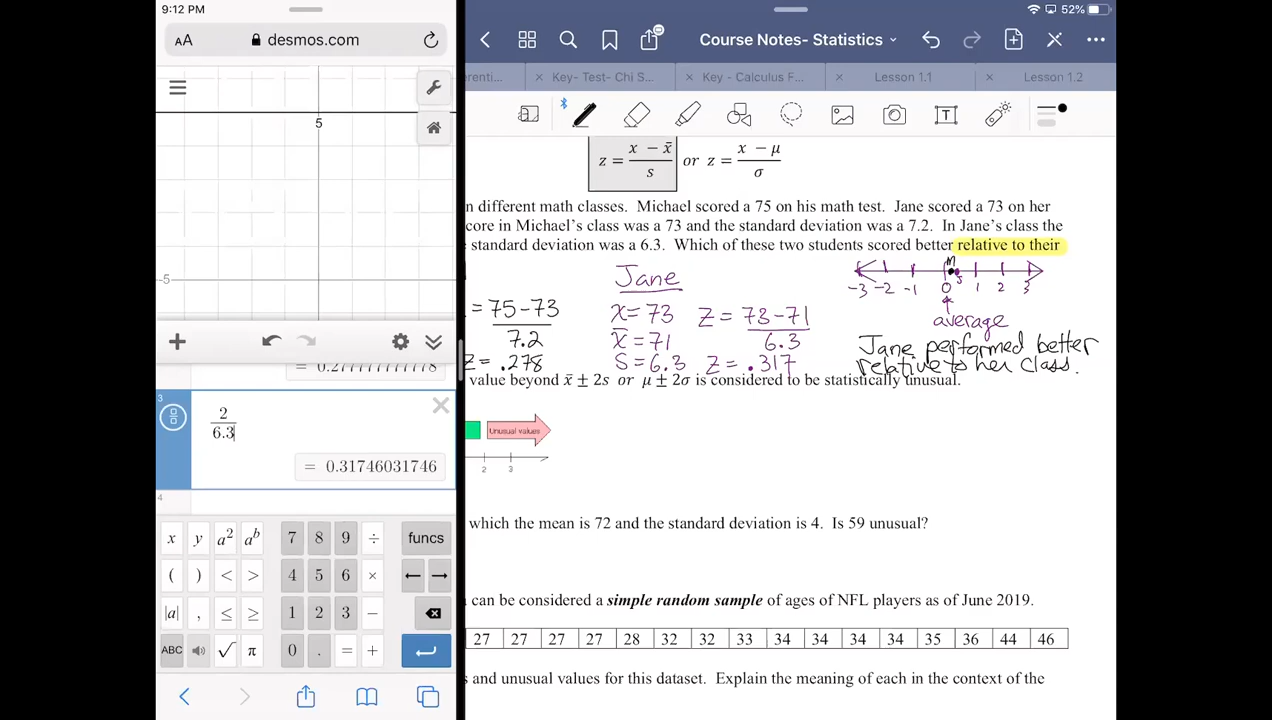 9:12 PM
52%
AA desmos.com
Course Notes- Statistics
Key- Test- Chi S...
Key - Calculus F...
Lesson 1.1
Lesson 1.2
T
5
-5
z = x − x̄ / s or z = x − μ / σ
n different math classes. Michael scored a 75 on his math test. Jane scored a 73 on her
core in Michael's class was a 73 and the standard deviation was a 7.2. In Jane's class the
standard deviation was a 6.3. Which of these two students scored better relative to their
= 75-73 / 7.2
Z = .278
Jane
x = 73
x̄ = 71
S = 6.3
Z = 73-71 / 6.3
Z = .317
M
-3 -2 -1 0 1 2 3
average
Jane performed better
relative to her class.
value beyond x̄ ± 2s or μ ± 2σ is considered to be statistically unusual.
Unusual values
2 3
which the mean is 72 and the standard deviation is 4. Is 59 unusual?
can be considered a simple random sample of ages of NFL players as of June 2019.
27 27 27 27 28 32 32 33 34 34 34 34 35 36 44 46
s and unusual values for this dataset. Explain the meaning of each in the context of the
= 0.277777777778
3
2 / 6.3
= 0.31746031746
4
x y a² aᵇ 7 8 9 ÷ funcs
( ) < > 4 5 6 × ← →
|a| , ≤ ≥ 1 2 3 −
ABC √ π 0 . = +